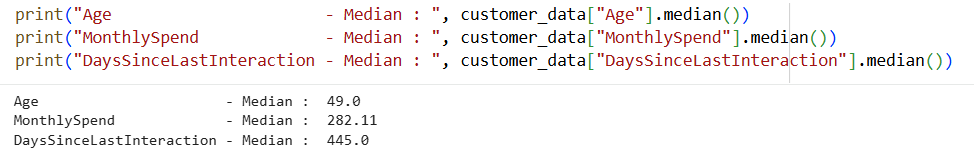 print("Age                      - Median : ", customer_data["Age"].median())
print("MonthlySpend             - Median : ", customer_data["MonthlySpend"].median())
print("DaysSinceLastInteraction - Median : ", customer_data["DaysSinceLastInteraction"].median())
Age                      - Median :  49.0
MonthlySpend             - Median :  282.11
DaysSinceLastInteraction - Median :  445.0